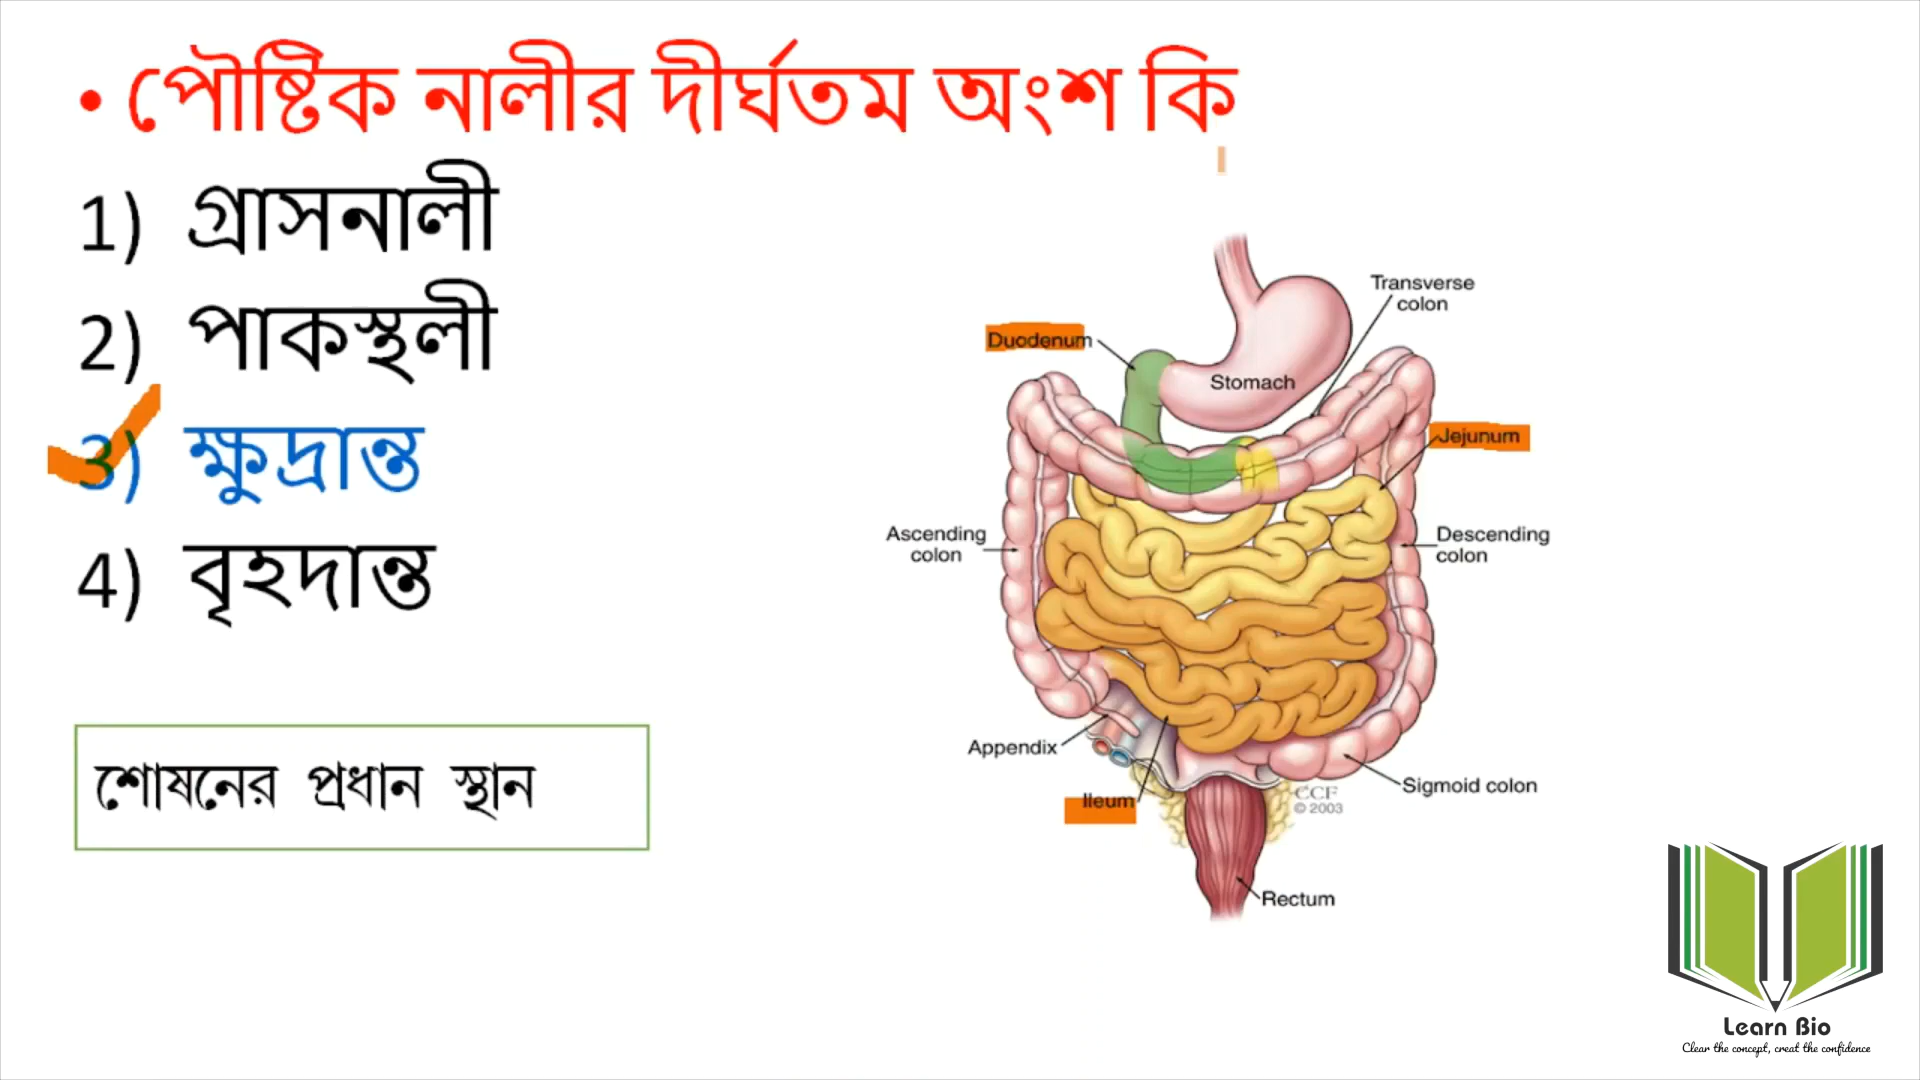 • পৌষ্টিক নালীর দীর্ঘতম অংশ কি
1) গ্রাসনালী
2) পাকস্থলী
3) ক্ষুদ্রান্ত
4) বৃহদান্ত
শোষনের প্রধান স্থান
Transverse
colon
Duodenum
Stomach
Jejunum
Ascending
colon
Descending
colon
Appendix
Sigmoid colon
Ileum
CCF
© 2003
Rectum
Learn Bio
Clear the concept, creat the confidence